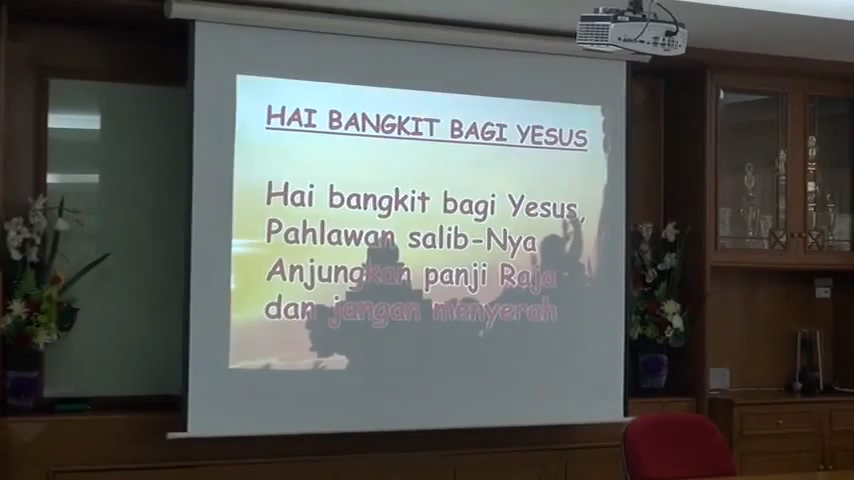 HAI BANGKIT BAGI YESUS
Hai bangkit bagi Yesus,
Pahlawan salib-Nya
Anjungkan panji Raja
dan jangan menyerah